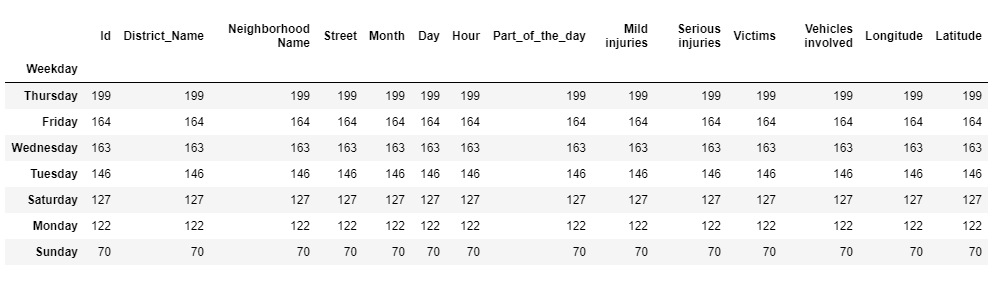 Id District_Name Neighborhood Name Street Month Day Hour Part_of_the_day Mild injuries Serious injuries Victims Vehicles involved Longitude Latitude
Weekday
Thursday 199 199 199 199 199 199 199 199 199 199 199 199 199 199
Friday 164 164 164 164 164 164 164 164 164 164 164 164 164 164
Wednesday 163 163 163 163 163 163 163 163 163 163 163 163 163 163
Tuesday 146 146 146 146 146 146 146 146 146 146 146 146 146 146
Saturday 127 127 127 127 127 127 127 127 127 127 127 127 127 127
Monday 122 122 122 122 122 122 122 122 122 122 122 122 122 122
Sunday 70 70 70 70 70 70 70 70 70 70 70 70 70 70